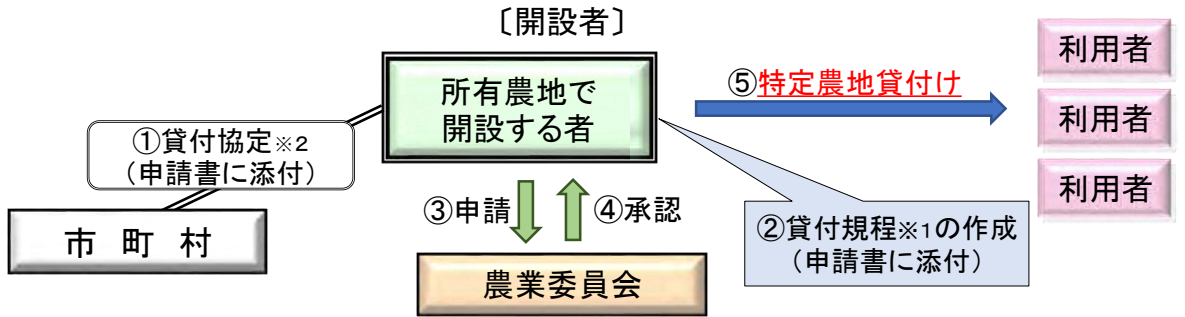 〔開設者〕
所有農地で
開設する者
①貸付協定※2
（申請書に添付）
市 町 村
③申請
④承認
農業委員会
②貸付規程※1の作成
（申請書に添付）
⑤特定農地貸付け
利用者
利用者
利用者